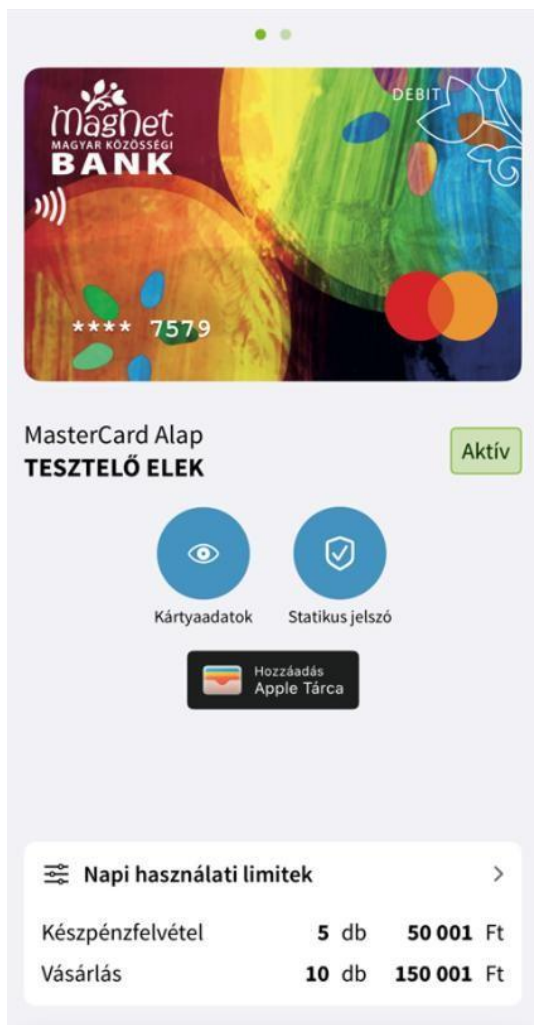 magnet
MAGYAR KÖZÖSSÉGI
BANK
DEBIT
**** 7579
MasterCard Alap
TESZTELŐ ELEK
Aktív
Kártyaadatok
Statikus jelszó
Hozzáadás
Apple Tárca
Napi használati limitek
Készpénzfelvétel 5 db 50 001 Ft
Vásárlás 10 db 150 001 Ft